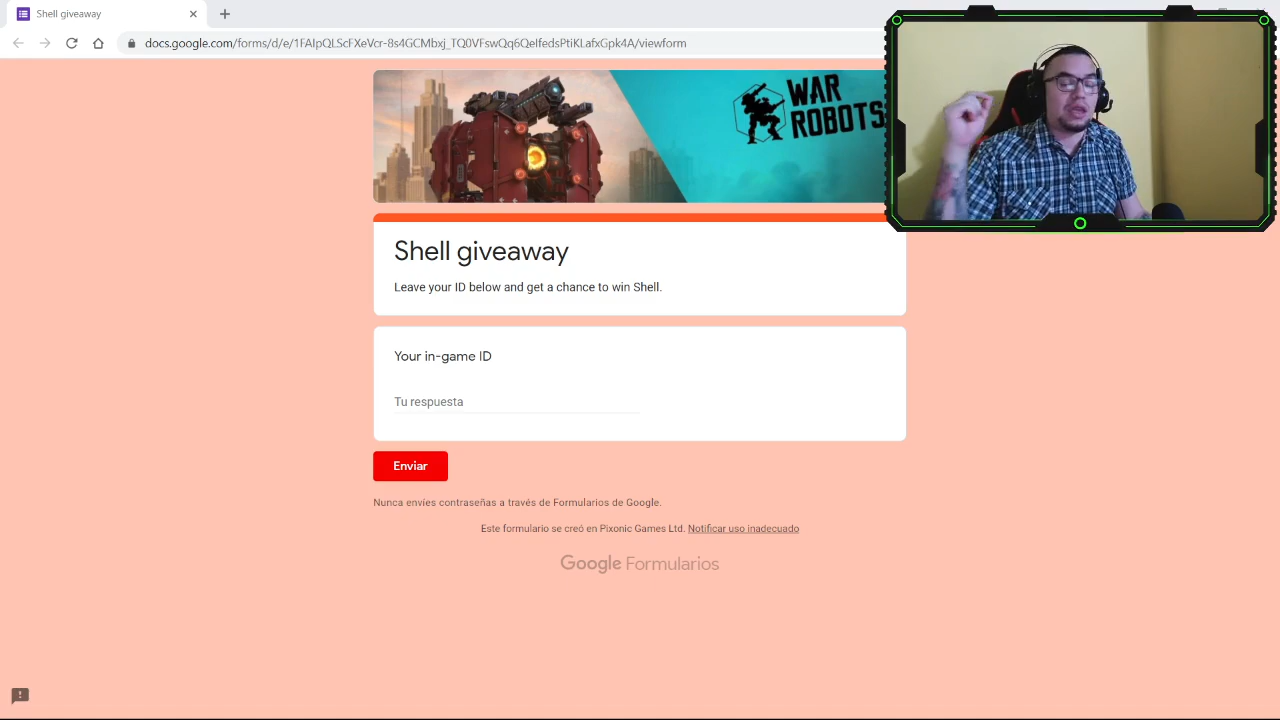 Shell giveaway
docs.google.com/forms/d/e/1FAIpQLScFXeVcr-8s4GCMbxj_TQ0VFswQq6QeIfedsPtiKLafxGpk4A/viewform
WAR
ROBOTS
Shell giveaway
Leave your ID below and get a chance to win Shell.
Your in-game ID
Tu respuesta
Enviar
Nunca envíes contraseñas a través de Formularios de Google.
Este formulario se creó en Pixonic Games Ltd. Notificar uso inadecuado
Google Formularios